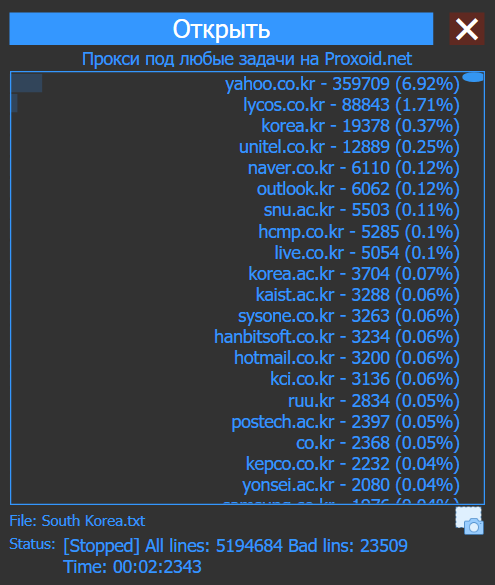 Открыть
Прокси под любые задачи на Proxoid.net
yahoo.co.kr - 359709 (6.92%)
lycos.co.kr - 88843 (1.71%)
korea.kr - 19378 (0.37%)
unitel.co.kr - 12889 (0.25%)
naver.co.kr - 6110 (0.12%)
outlook.kr - 6062 (0.12%)
snu.ac.kr - 5503 (0.11%)
hcmp.co.kr - 5285 (0.1%)
live.co.kr - 5054 (0.1%)
korea.ac.kr - 3704 (0.07%)
kaist.ac.kr - 3288 (0.06%)
sysone.co.kr - 3263 (0.06%)
hanbitsoft.co.kr - 3234 (0.06%)
hotmail.co.kr - 3200 (0.06%)
kci.co.kr - 3136 (0.06%)
ruu.kr - 2834 (0.05%)
postech.ac.kr - 2397 (0.05%)
co.kr - 2368 (0.05%)
kepco.co.kr - 2232 (0.04%)
yonsei.ac.kr - 2080 (0.04%)
samsung.co.kr - 1976 (0.04%)
File: South Korea.txt
Status: [Stopped] All lines: 5194684 Bad lins: 23509
Time: 00:02:2343